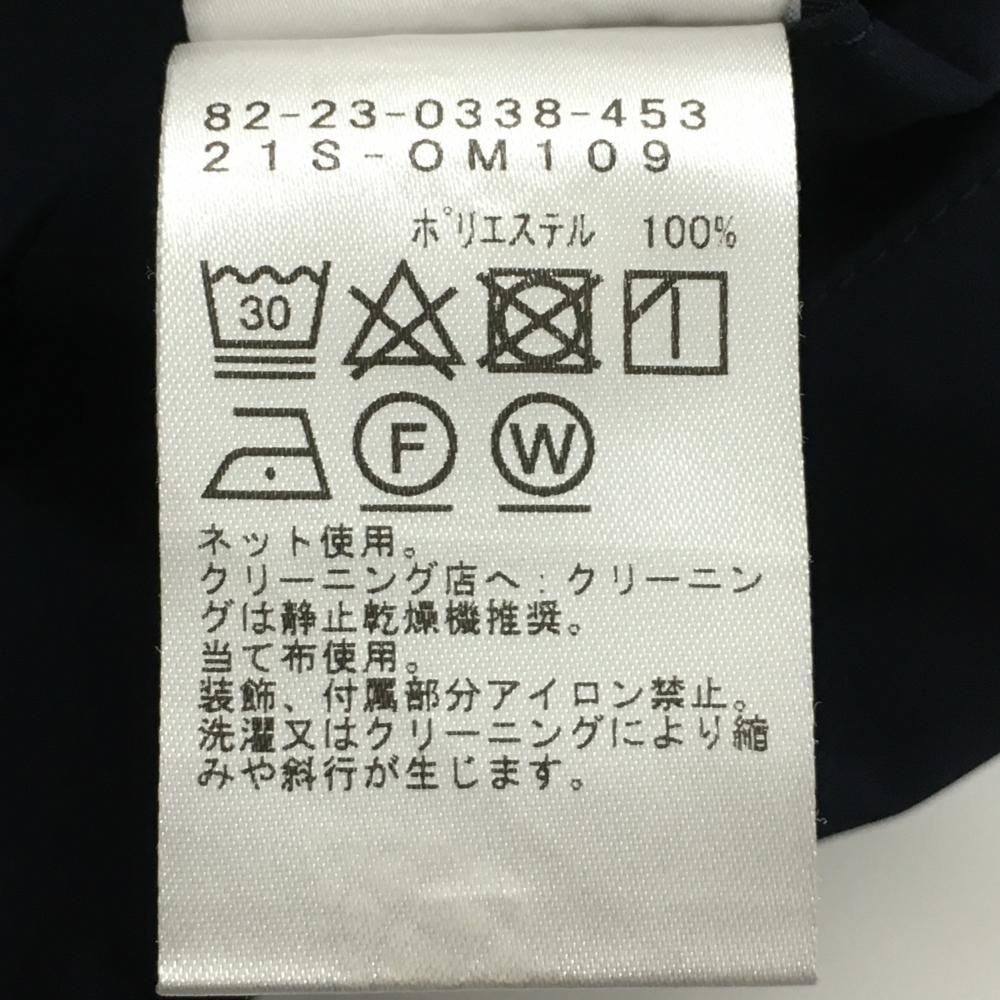 82-23-0338-453
21S-OM109
ポリエステル 100%
30
F W
ネット使用。
クリーニング店へ:クリーニン
グは静止乾燥機推奨。
当て布使用。
装飾、付属部分アイロン禁止。
洗濯又はクリーニングにより縮
みや斜行が生じます。